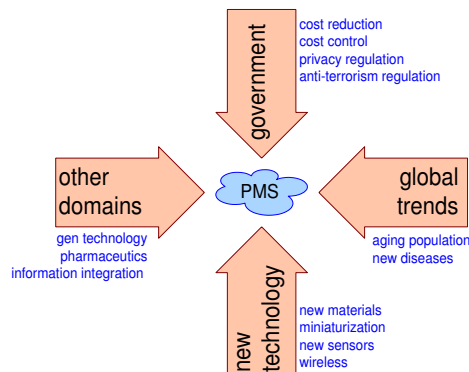 cost reduction
cost control
privacy regulation
anti-terrorism regulation
government
other
domains
PMS
global
trends
gen technology
pharmaceutics
information integration
aging population
new diseases
new
technology
new materials
miniaturization
new sensors
wireless